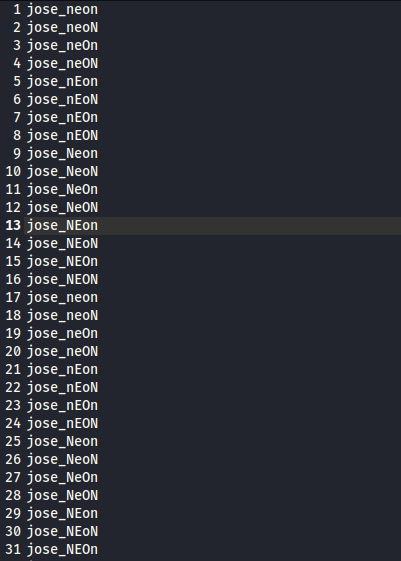 1 jose_neon
2 jose_neoN
3 jose_neOn
4 jose_neON
5 jose_nEon
6 jose_nEoN
7 jose_nEOn
8 jose_nEON
9 jose_Neon
10 jose_NeoN
11 jose_NeOn
12 jose_NeON
13 jose_NEon
14 jose_NEoN
15 jose_NEOn
16 jose_NEON
17 jose_neon
18 jose_neoN
19 jose_neOn
20 jose_neON
21 jose_nEon
22 jose_nEoN
23 jose_nEOn
24 jose_nEON
25 jose_Neon
26 jose_NeoN
27 jose_NeOn
28 jose_NeON
29 jose_NEon
30 jose_NEoN
31 jose_NEOn